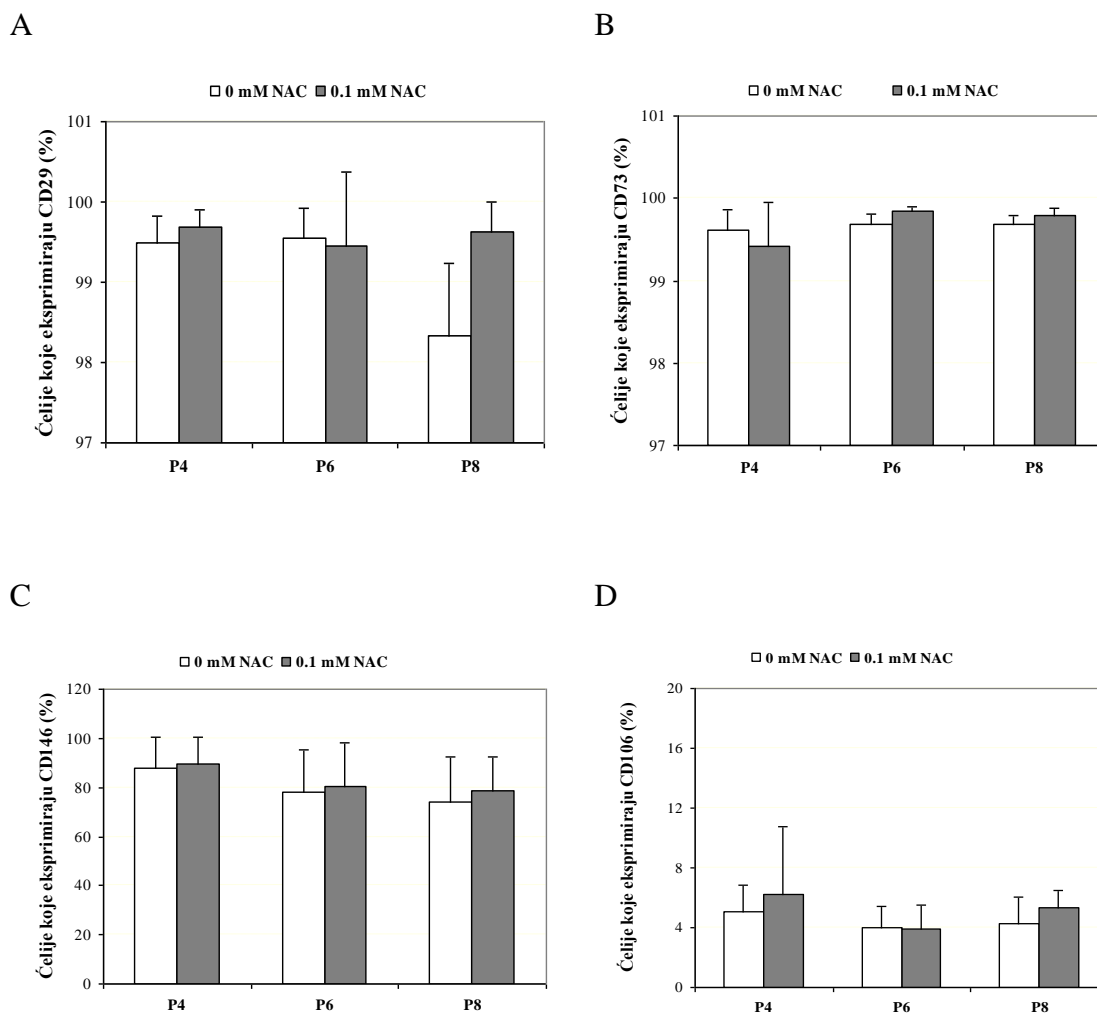 A
0 mM NAC 0.1 mM NAC
Ćelije koje eksprimiraju CD29 (%)
101
100
99
98
97
P4 P6 P8
B
0 mM NAC 0.1 mM NAC
Ćelije koje eksprimiraju CD73 (%)
101
100
99
98
97
P4 P6 P8
C
0 mM NAC 0.1 mM NAC
Ćelije koje eksprimiraju CD146 (%)
120
100
80
60
40
20
0
P4 P6 P8
D
0 mM NAC 0.1 mM NAC
Ćelije koje eksprimiraju CD106 (%)
20
16
12
8
4
0
P4 P6 P8